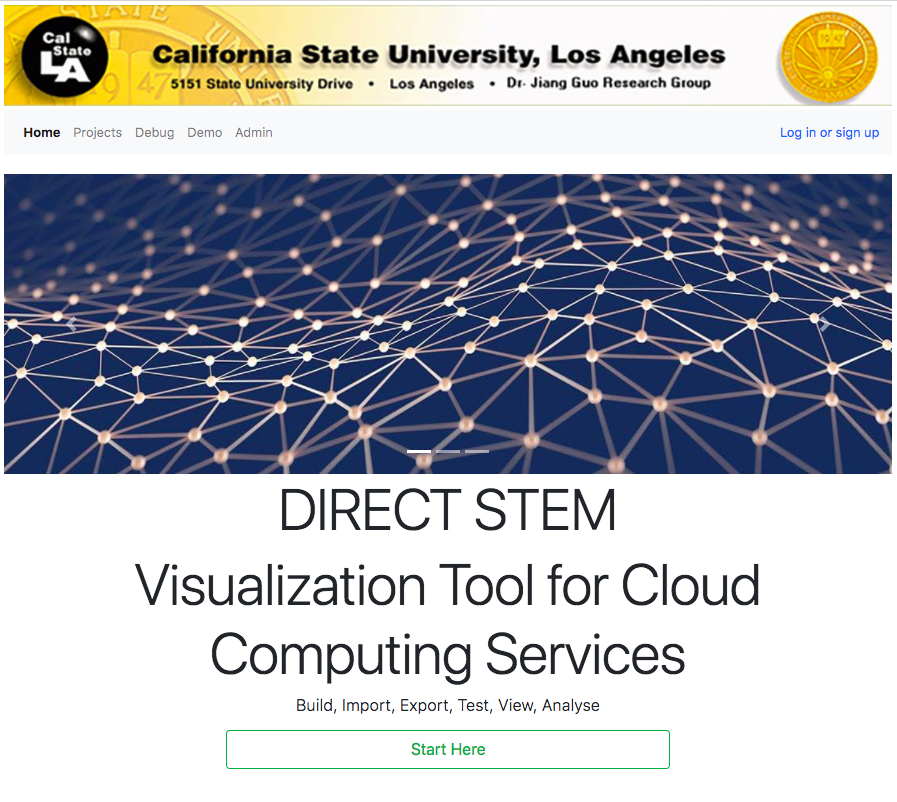 Cal
State
LA
California State University, Los Angeles
5151 State University Drive • Los Angeles • Dr. Jiang Guo Research Group
1947
Home Projects Debug Demo Admin Log in or sign up
DIRECT STEM
Visualization Tool for Cloud
Computing Services
Build, Import, Export, Test, View, Analyse
Start Here